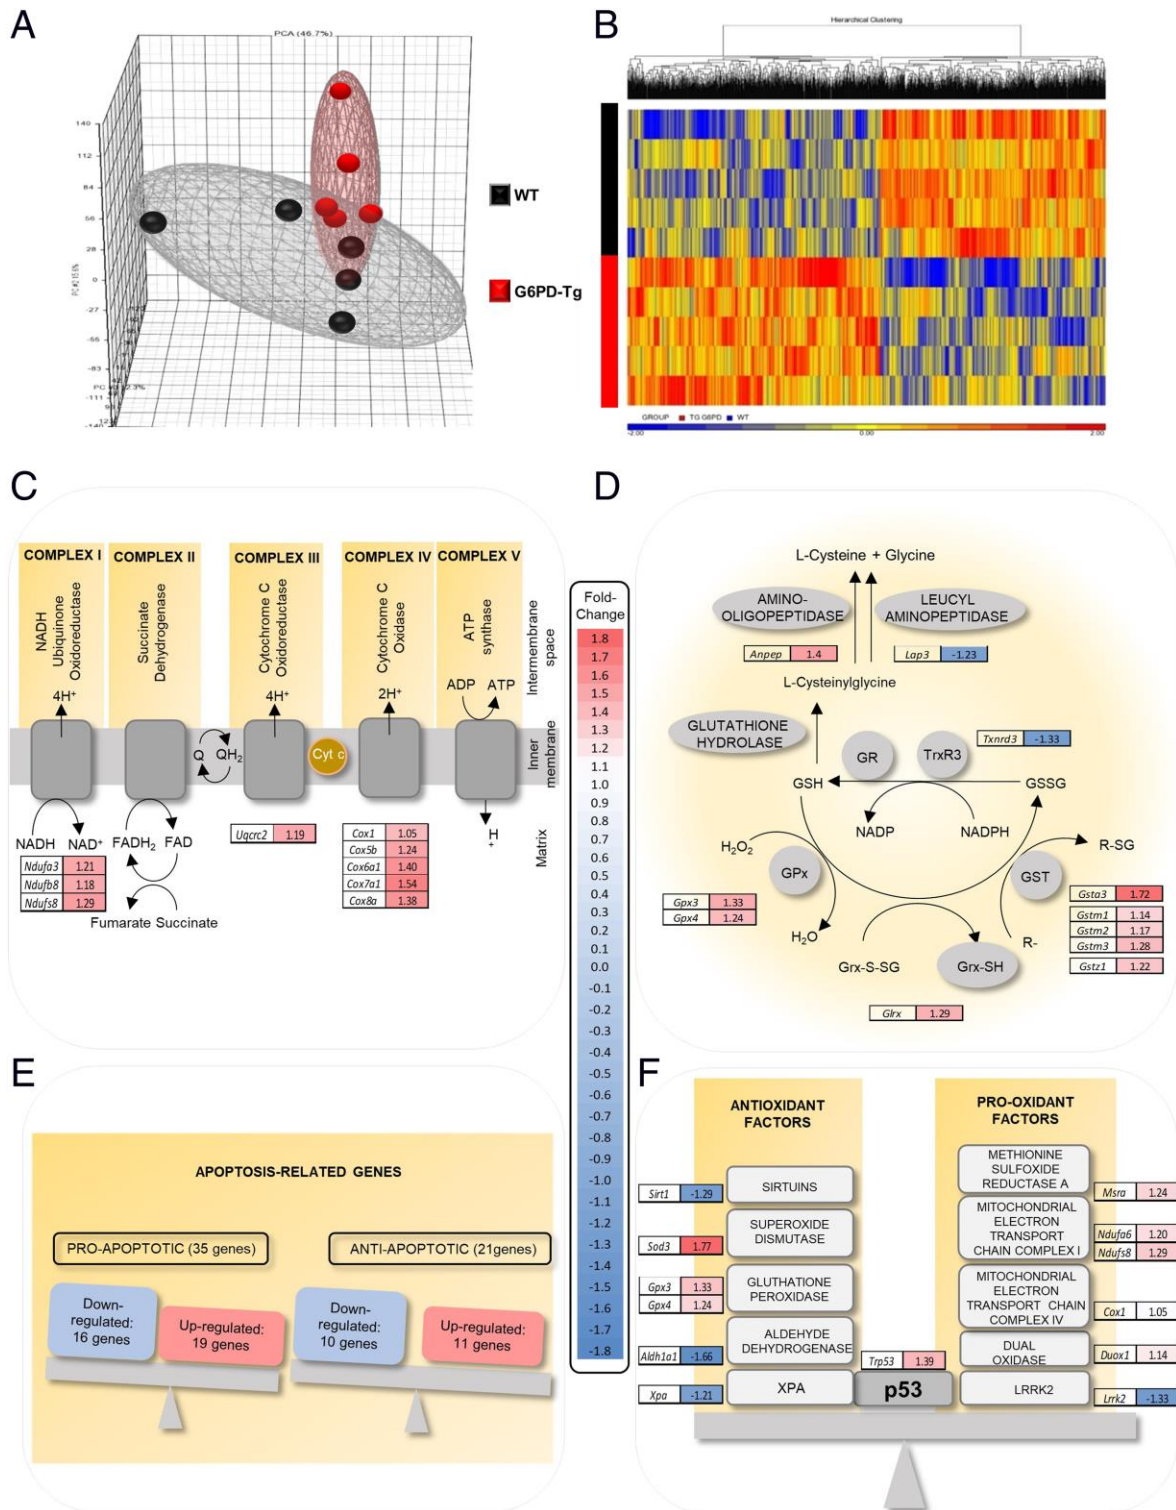 A
PCA (46.7%)
140
112
84
56
28
0
-27
-55
-83
-111
-140
PC #2 15.6%
WT
G6PD-Tg
B
Hierarchical Clustering
GROUP TG G6PD WT
-2.00 0.00 2.00
C
COMPLEX I
COMPLEX II
COMPLEX III
COMPLEX IV
COMPLEX V
NADH
Ubiquinone
Oxidoreductase
Succinate
Dehydrogenase
Cytochrome C
Oxidoreductase
Cytochrome C
Oxidase
ATP
synthase
Intermembrane
space
4H+
4H+
2H+
ADP ATP
Q QH2
Cyt c
Inner
membrane
H
+
Matrix
NADH NAD+
FADH2 FAD
Fumarate Succinate
Ndufa3 1.21
Ndufb8 1.18
Ndufs8 1.29
Uqcrc2 1.19
Cox1 1.05
Cox5b 1.24
Cox6a1 1.40
Cox7a1 1.54
Cox8a 1.38
Fold-
Change
1.8
1.7
1.6
1.5
1.4
1.3
1.2
1.1
1.0
0.9
0.8
0.7
0.6
0.5
0.4
0.3
0.2
0.1
0.0
-0.1
-0.2
-0.3
-0.4
-0.5
-0.6
-0.7
-0.8
-0.9
-1.0
-1.1
-1.2
-1.3
-1.4
-1.5
-1.6
-1.7
-1.8
D
L-Cysteine + Glycine
AMINO-
OLIGOPEPTIDASE
LEUCYL
AMINOPEPTIDASE
Anpep 1.4
Lap3 -1.23
L-Cysteinylglycine
GLUTATHIONE
HYDROLASE
Txnrd3 -1.33
GR
TrxR3
GSH
GSSG
NADP
NADPH
H2O2
R-SG
GPx
GST
Gpx3 1.33
Gpx4 1.24
Gsta3 1.72
Gstm1 1.14
Gstm2 1.17
Gstm3 1.28
Gstz1 1.22
H2O
R-
Grx-S-SG
Grx-SH
Glrx 1.29
E
APOPTOSIS-RELATED GENES
PRO-APOPTOTIC (35 genes)
ANTI-APOPTOTIC (21genes)
Down-
regulated:
16 genes
Up-regulated:
19 genes
Down-
regulated:
10 genes
Up-regulated:
11 genes
F
ANTIOXIDANT
FACTORS
PRO-OXIDANT
FACTORS
SIRTUINS
SUPEROXIDE
DISMUTASE
GLUTHATIONE
PEROXIDASE
ALDEHYDE
DEHYDROGENASE
XPA
Sirt1 -1.29
Sod3 1.77
Gpx3 1.33
Gpx4 1.24
Aldh1a1 -1.66
Xpa -1.21
Trp53 1.39
p53
METHIONINE
SULFOXIDE
REDUCTASE A
MITOCHONDRIAL
ELECTRON
TRANSPORT
CHAIN COMPLEX I
MITOCHONDRIAL
ELECTRON
TRANSPORT CHAIN
COMPLEX IV
DUAL
OXIDASE
LRRK2
Msra 1.24
Ndufa6 1.20
Ndufs8 1.29
Cox1 1.05
Duox1 1.14
Lrrk2 -1.33